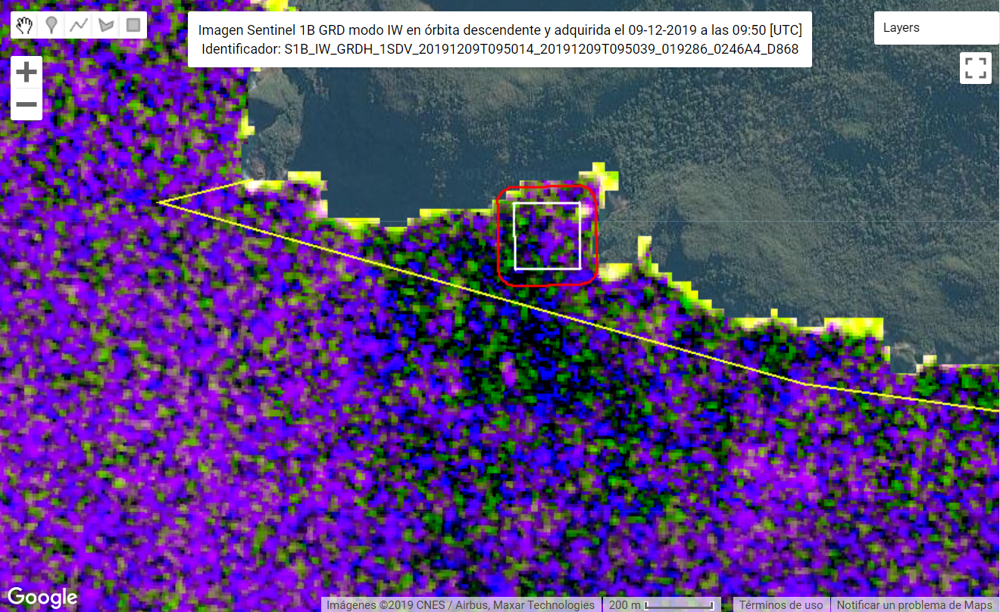 Imagen Sentinel 1B GRD modo IW en órbita descendente y adquirida el 09-12-2019 a las 09:50 [UTC]
Identificador: S1B_IW_GRDH_1SDV_20191209T095014_20191209T095039_019286_0246A4_D868
Layers
Google
Imágenes ©2019 CNES / Airbus, Maxar Technologies
200 m
Términos de uso
Notificar un problema de Maps